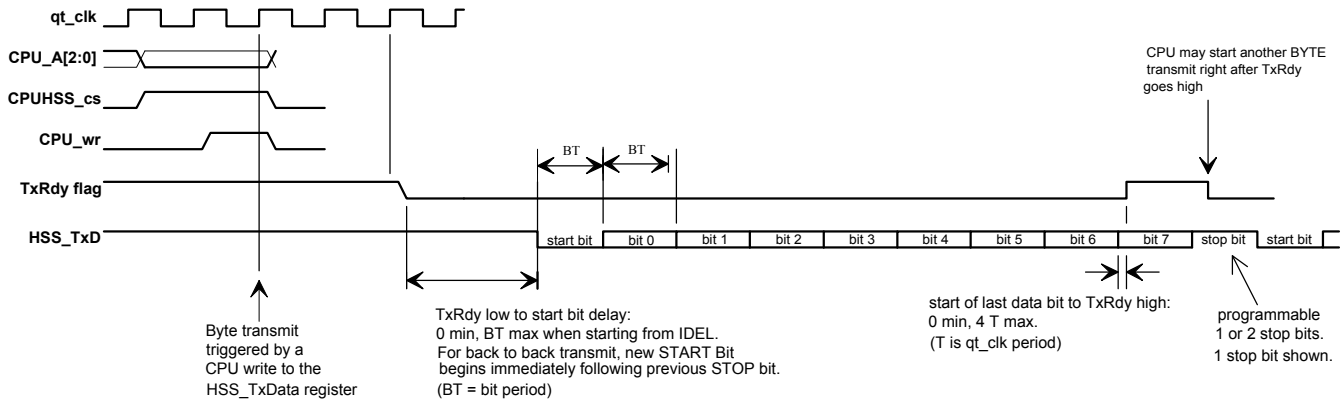 qt_clk
CPU_A[2:0]
CPUHSS_cs
CPU_wr
TxRdy flag
HSS_TxD
CPU may start another BYTE
transmit right after TxRdy
goes high
BT
BT
start bit
bit 0
bit 1
bit 2
bit 3
bit 4
bit 5
bit 6
bit 7
stop bit
start bit
Byte transmit
triggered by a
CPU write to the
HSS_TxData register
TxRdy low to start bit delay:
0 min, BT max when starting from IDEL.
For back to back transmit, new START Bit
begins immediately following previous STOP bit.
(BT = bit period)
start of last data bit to TxRdy high:
0 min, 4 T max.
(T is qt_clk period)
programmable
1 or 2 stop bits.
1 stop bit shown.